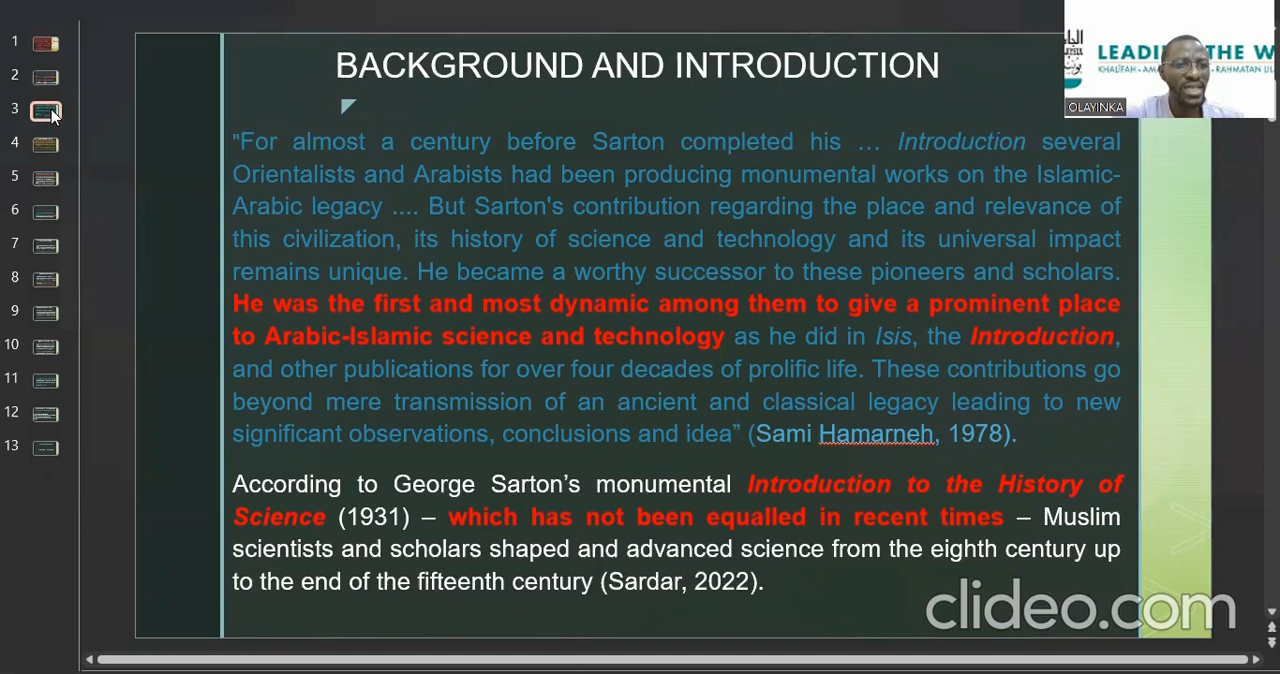 1
2
3
4
5
6
7
8
9
10
11
12
13
BACKGROUND AND INTRODUCTION
"For almost a century before Sarton completed his … Introduction several
Orientalists and Arabists had been producing monumental works on the Islamic-
Arabic legacy .... But Sarton's contribution regarding the place and relevance of
this civilization, its history of science and technology and its universal impact
remains unique. He became a worthy successor to these pioneers and scholars.
He was the first and most dynamic among them to give a prominent place
to Arabic-Islamic science and technology as he did in Isis, the Introduction,
and other publications for over four decades of prolific life. These contributions go
beyond mere transmission of an ancient and classical legacy leading to new
significant observations, conclusions and idea” (Sami Hamarneh, 1978).
According to George Sarton’s monumental Introduction to the History of
Science (1931) – which has not been equalled in recent times – Muslim
scientists and scholars shaped and advanced science from the eighth century up
to the end of the fifteenth century (Sardar, 2022).
LEADING THE W
KHALĪFAH - AMA RAHMATAN LIL
OLAYINKA
clideo.com